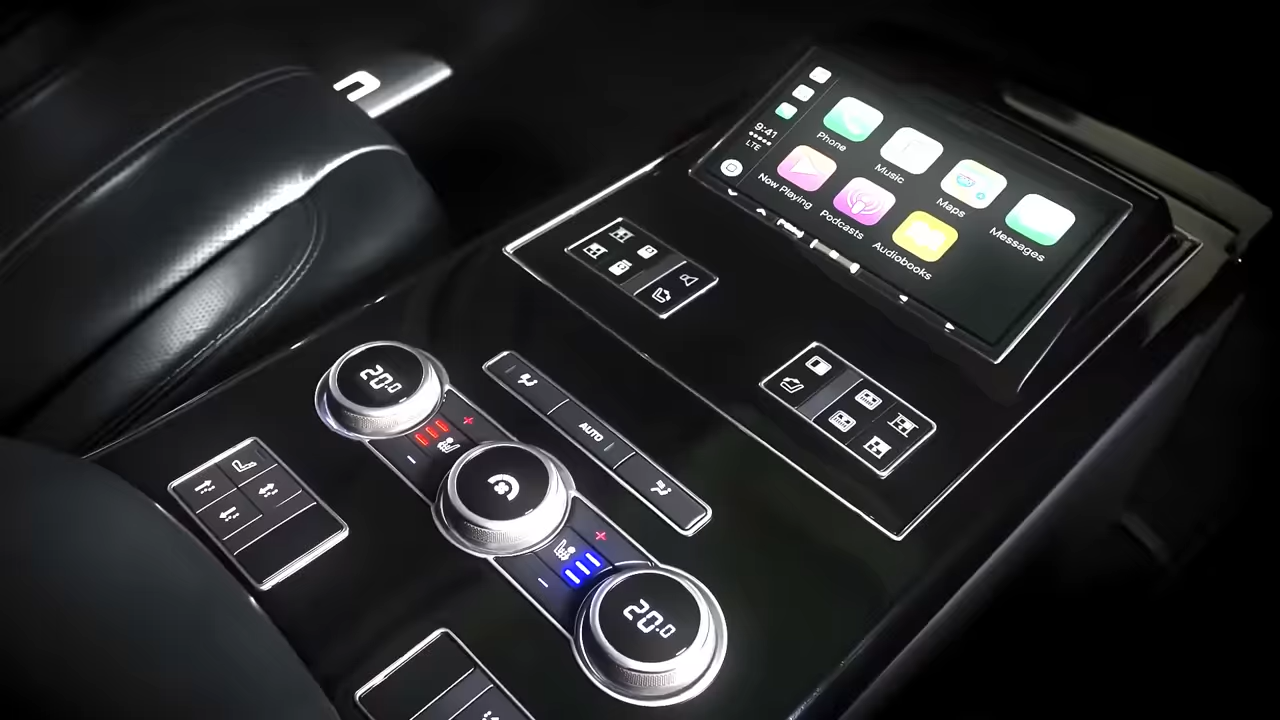 9:41
LTE
Phone
Music
Maps
Messages
Now Playing
Podcasts
Audiobooks
20.0
AUTO
20.0